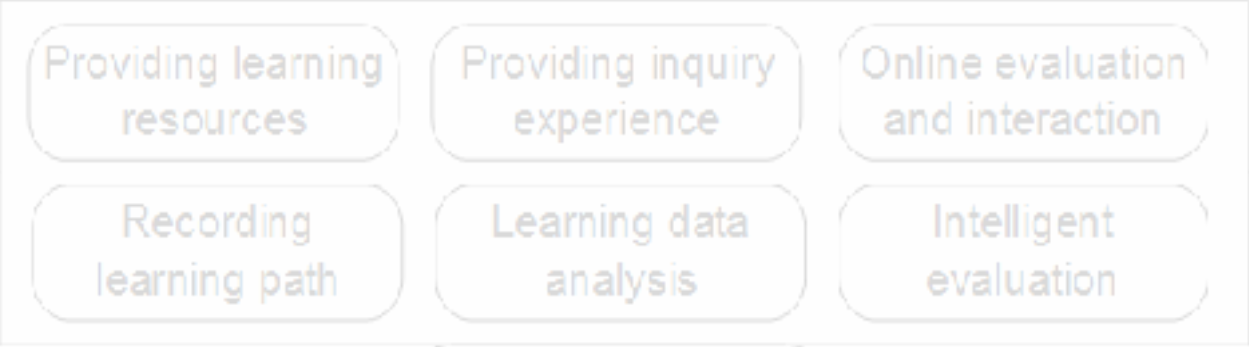 Providing learning
resources
Providing inquiry
experience
Online evaluation
and interaction
Recording
learning path
Learning data
analysis
Intelligent
evaluation